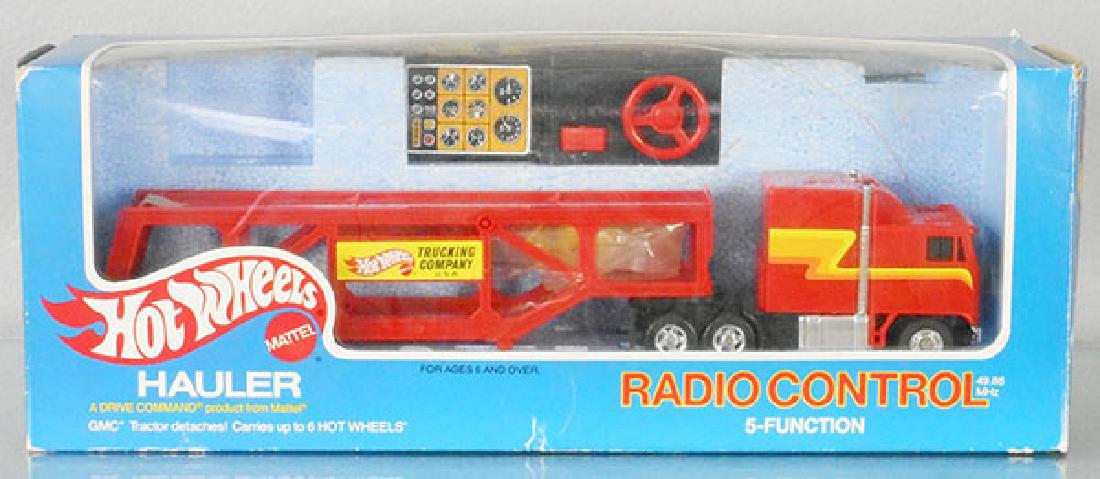 Hot Wheels
TRUCKING
COMPANY
U.S.A.
Hot Wheels
MATTEL
HAULER
A DRIVE COMMAND® product from Mattel®
GMC® Tractor detaches! Carries up to 6 HOT WHEELS®
FOR AGES 6 AND OVER.
RADIO CONTROL
49.86
MHz
5-FUNCTION